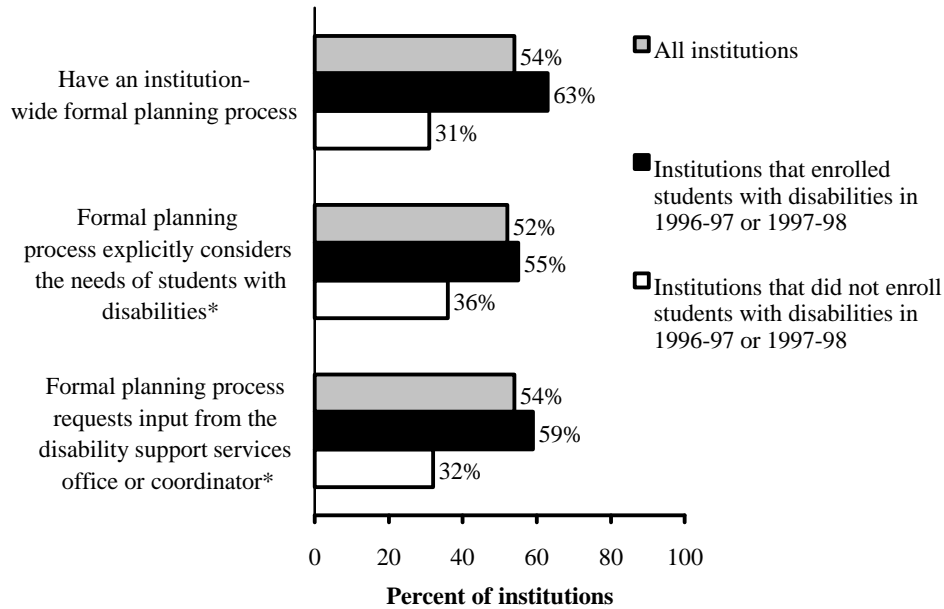 Have an institution-
wide formal planning process
54%
63%
31%
Formal planning
process explicitly considers
the needs of students with
disabilities*
52%
55%
36%
Formal planning process
requests input from the
disability support services
office or coordinator*
54%
59%
32%
0 20 40 60 80 100
Percent of institutions
All institutions
Institutions that enrolled
students with disabilities in
1996-97 or 1997-98
Institutions that did not enroll
students with disabilities in
1996-97 or 1997-98